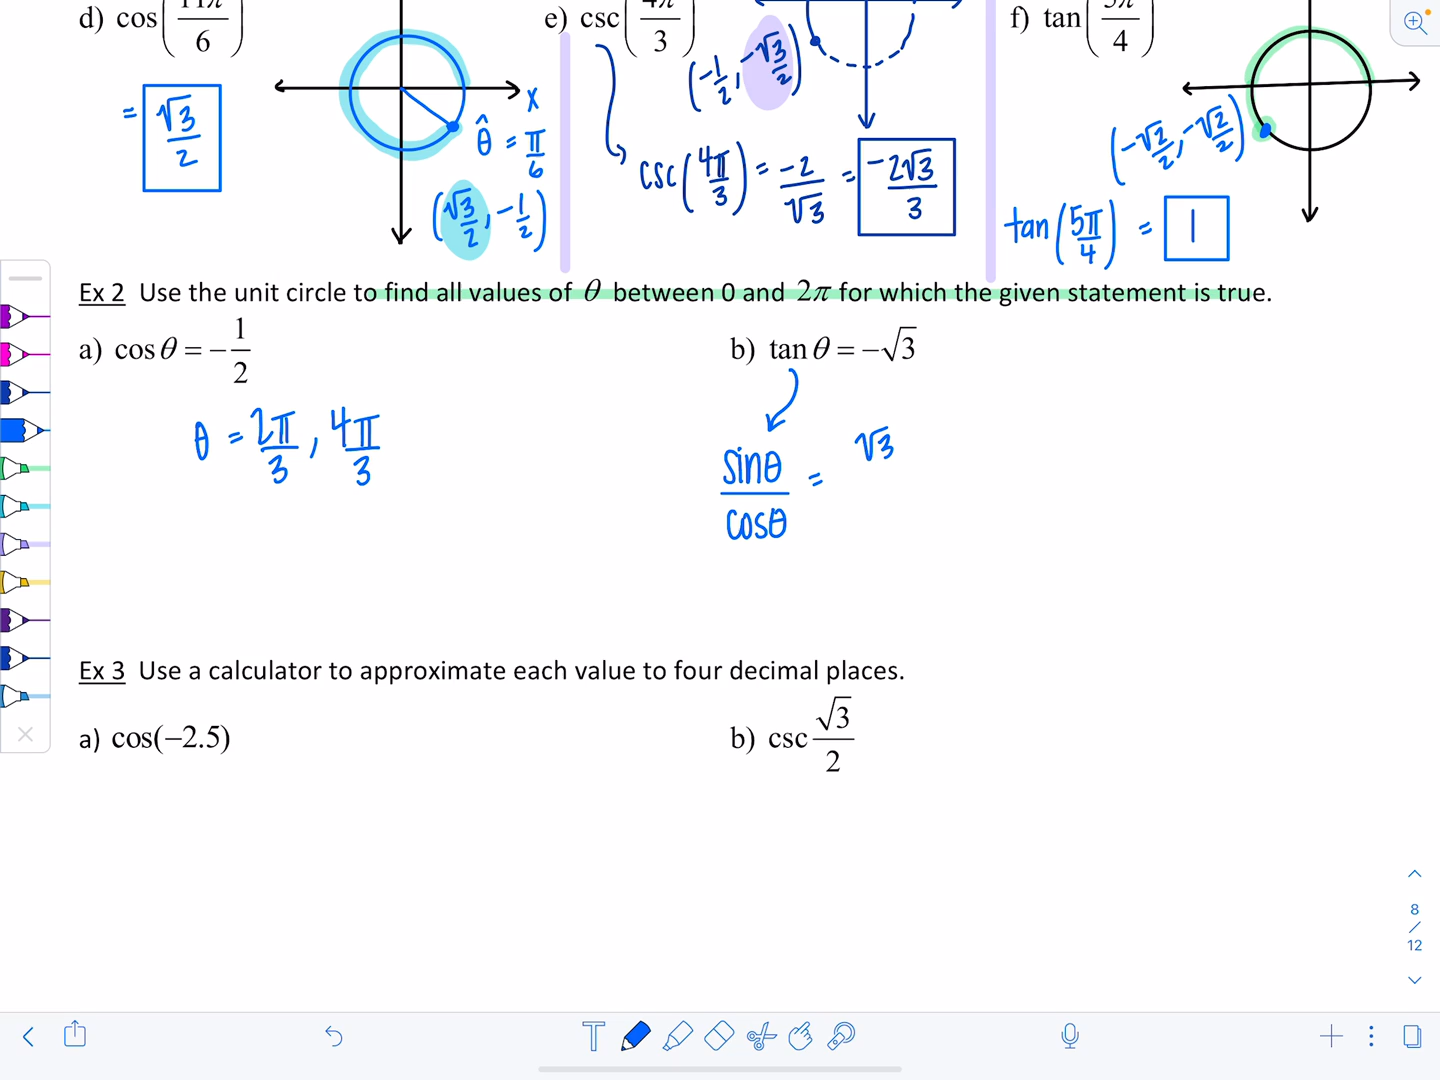 d) cos(11π/6)
= √3/2
x
θ̂ = π/6
(√3/2, -1/2)
e) csc(4π/3)
(-1/2, -√3/2)
csc(4π/3) = -2/√3 = -2√3/3
f) tan(5π/4)
(-√2/2, -√2/2)
tan(5π/4) = 1
Ex 2 Use the unit circle to find all values of θ between 0 and 2π for which the given statement is true.
a) cos θ = -1/2
θ = 2π/3, 4π/3
b) tan θ = -√3
sinθ/cosθ = √3
Ex 3 Use a calculator to approximate each value to four decimal places.
a) cos(-2.5)
b) csc √3/2
8
/
12
T